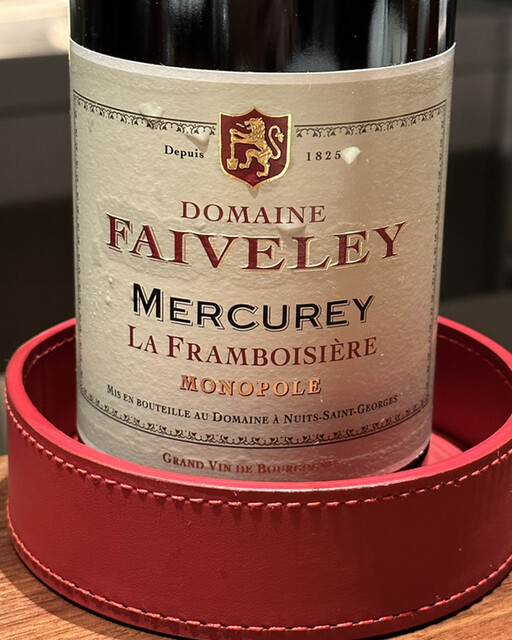 Depuis 1825
DOMAINE
FAIVELEY
MERCUREY
LA FRAMBOISIÈRE
MONOPOLE
MIS EN BOUTEILLE AU DOMAINE À NUITS-SAINT-GEORGES
GRAND VIN DE BOURGOGNE